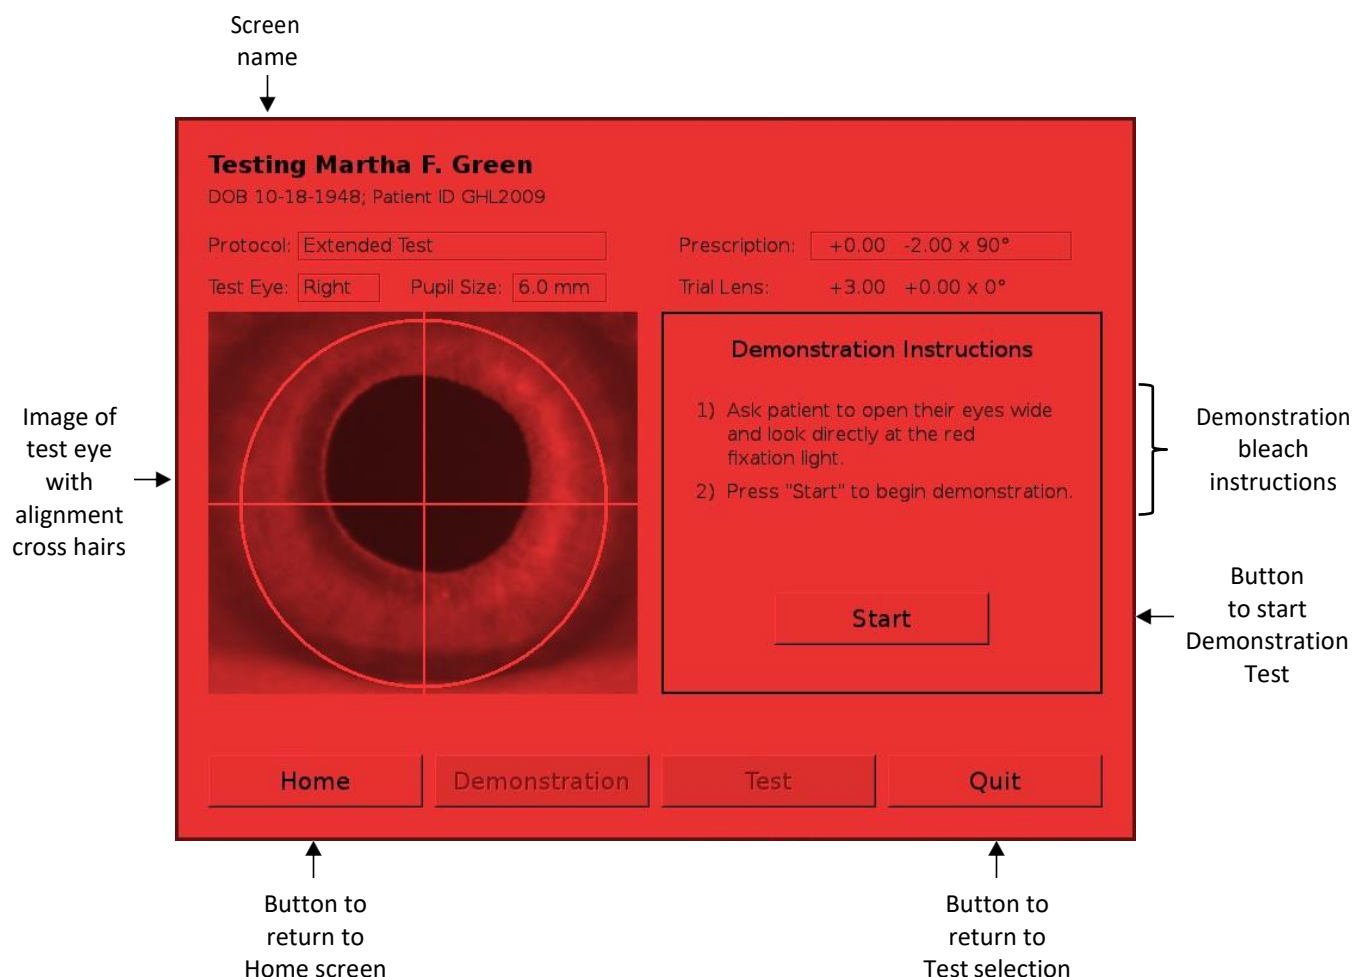 Screen
name
Testing Martha F. Green
DOB 10-18-1948; Patient ID GHL2009
Protocol: Extended Test
Prescription: +0.00 -2.00 x 90°
Test Eye: Right Pupil Size: 6.0 mm
Trial Lens: +3.00 +0.00 x 0°
Image of
test eye
with
alignment
cross hairs
Demonstration Instructions
1) Ask patient to open their eyes wide
and look directly at the red
fixation light.
2) Press "Start" to begin demonstration.
Start
Demonstration
bleach
instructions
Button
to start
Demonstration
Test
Home
Demonstration
Test
Quit
Button to
return to
Home screen
Button to
return to
Test selection